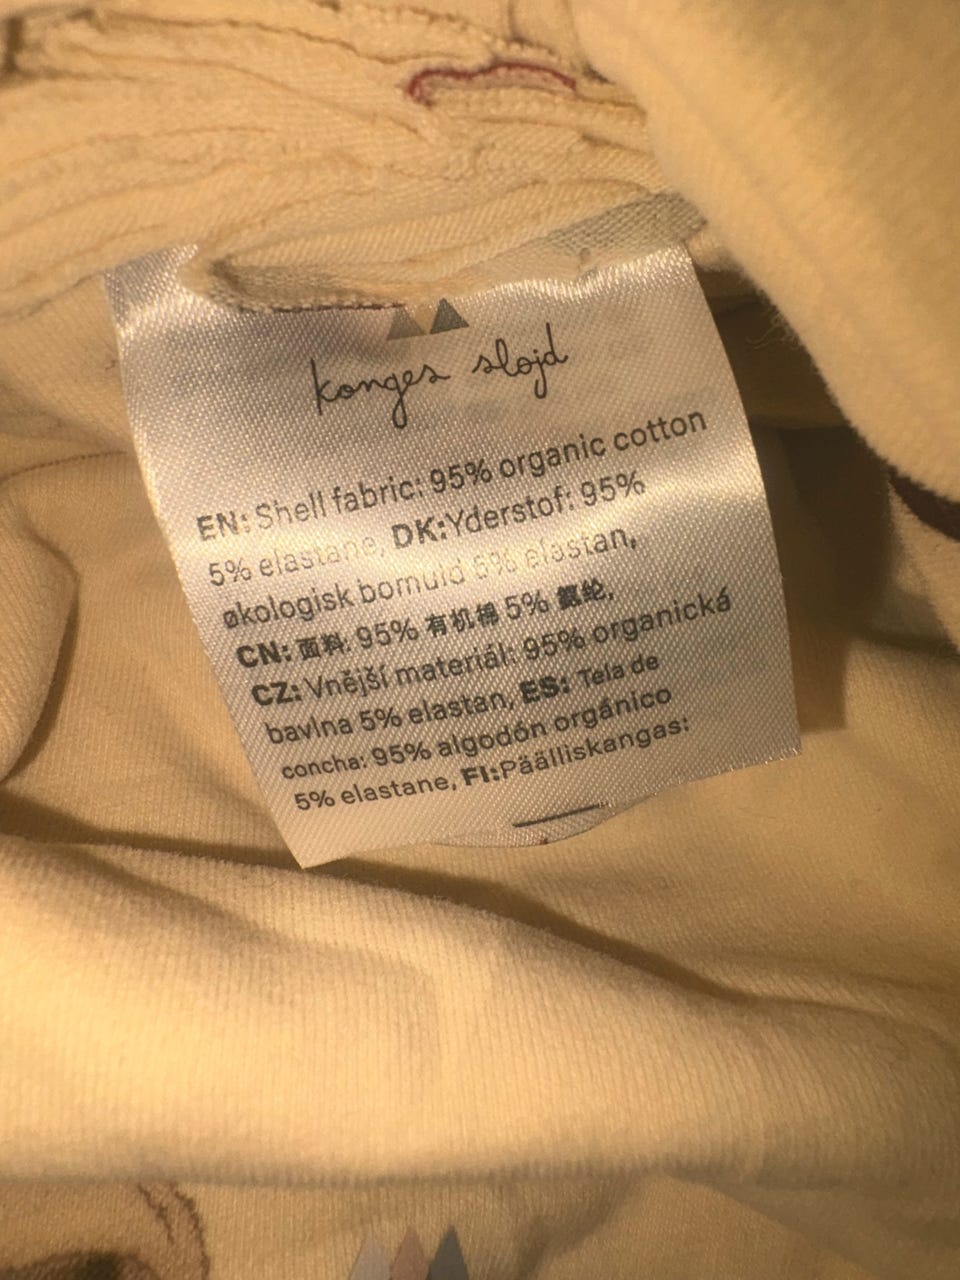 konges sløjd
EN: Shell fabric: 95% organic cotton
5% elastane, DK:Yderstof: 95%
økologisk bomuld 5% elastan,
CN: 面料: 95% 有机棉 5% 氨纶,
CZ: Vnější materiál: 95% organická
bavlna 5% elastan, ES: Tela de
concha: 95% algodón orgánico
5% elastane, FI:Päälliskangas: